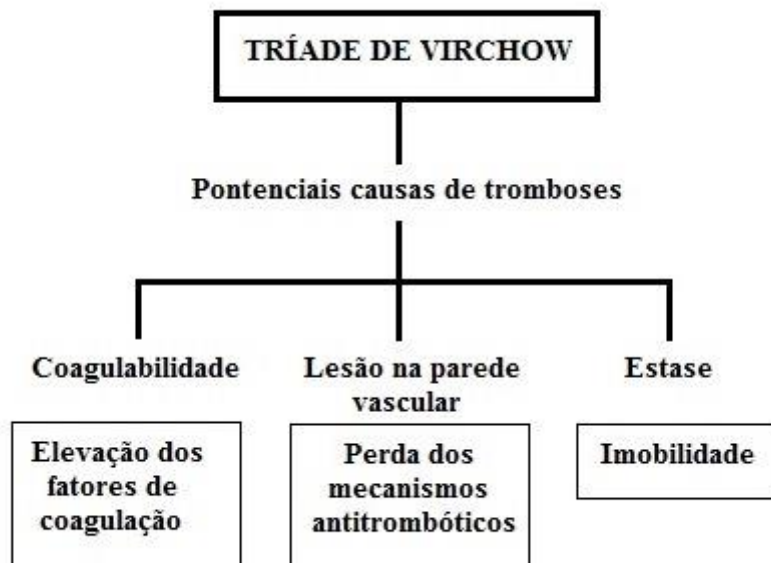 TRÍADE DE VIRCHOW
Pontenciais causas de tromboses
Coagulabilidade
Elevação dos
fatores de
coagulação
Lesão na parede
vascular
Perda dos
mecanismos
antitrombóticos
Estase
Imobilidade